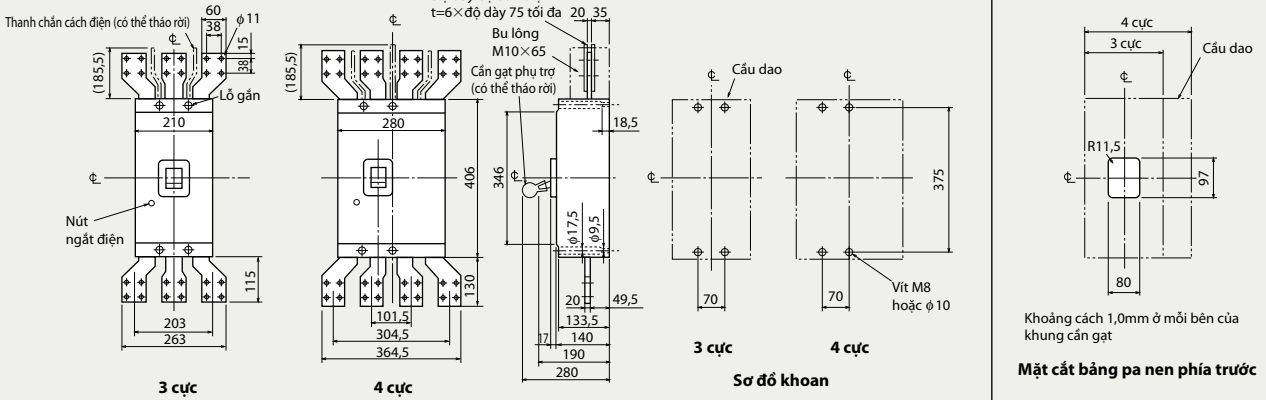 Thanh chắn cách điện (có thể tháo rời)
60
38
ϕ11
15
38
(185,5)
Lỗ gắn
210
Nút
ngắt điện
115
203
263
3 cực
(185,5)
280
406
130
101,5
304,5
364,5
4 cực
t=6×độ dày 75 tối đa
20
35
Bu lông
M10×65
Cần gạt phụ trợ
(có thể tháo rời)
18,5
346
ϕ17,5
ϕ9,5
20
49,5
133,5
17
140
190
280
Cầu dao
375
70
70
Vít M8
hoặc ϕ10
3 cực
4 cực
Sơ đồ khoan
4 cực
3 cực
Cầu dao
R11,5
97
80
Khoảng cách 1,0mm ở mỗi bên của
khung cần gạt
Mặt cắt bảng pa nen phía trước